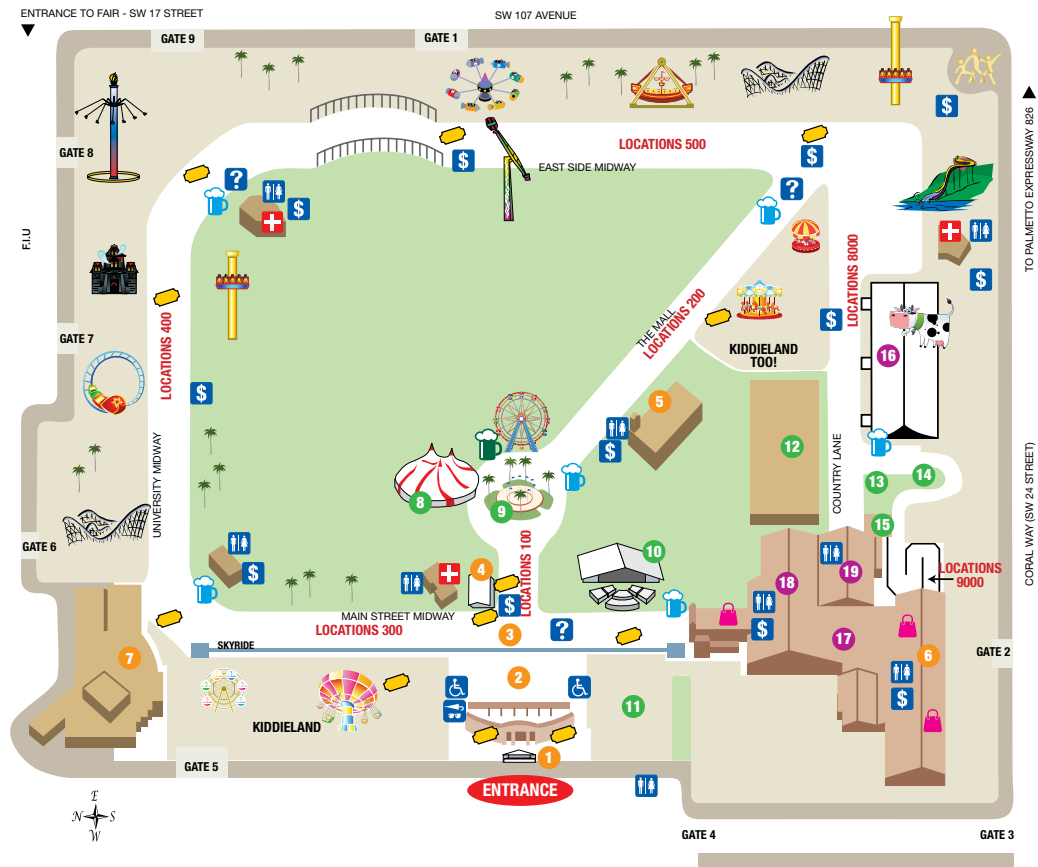 ENTRANCE TO FAIR - SW 17 STREET
SW 107 AVENUE
GATE 9
GATE 1
TO PALMETTO EXPRESSWAY 826
$
GATE 8
LOCATIONS 500
$
$
EAST SIDE MIDWAY
?
?
$
F.I.U
LOCATIONS 8000
$
LOCATIONS 400
THE MALL
LOCATIONS 200
$
GATE 7
KIDDIELAND
TOO!
16
$
5
$
12
COUNTRY LANE
UNIVERSITY MIDWAY
8
9
13
14
CORAL WAY (SW 24 STREET)
15
GATE 6
LOCATIONS 100
10
$
4
18
19
LOCATIONS
9000
$
MAIN STREET MIDWAY
LOCATIONS 300
3
?
$
17
SKYRIDE
7
6
GATE 2
2
$
KIDDIELAND
11
1
GATE 5
ENTRANCE
E
N
S
W
GATE 4
GATE 3